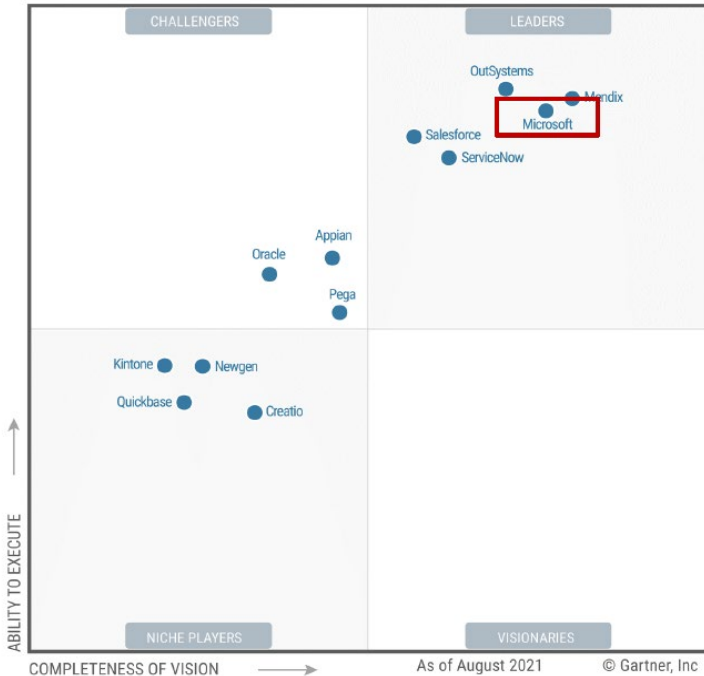 CHALLENGERS
LEADERS
OutSystems
Mendix
Microsoft
Salesforce
ServiceNow
Appian
Oracle
Pega
Kintone
Newgen
Quickbase
Creatio
ABILITY TO EXECUTE
NICHE PLAYERS
VISIONARIES
COMPLETENESS OF VISION
As of August 2021
© Gartner, Inc